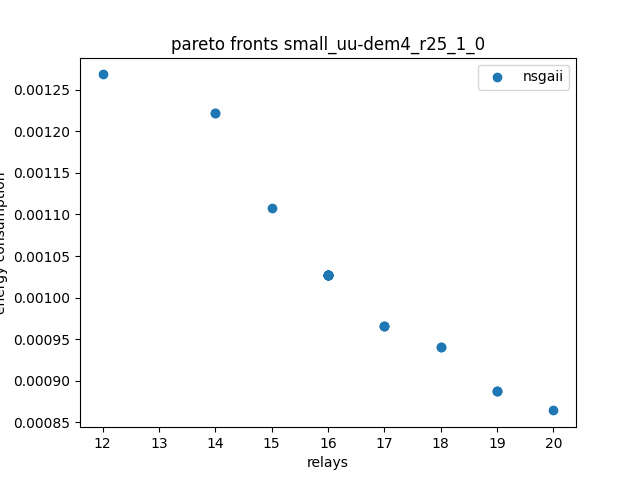 pareto fronts small_uu-dem4_r25_1_0
nsgaii
0.00125
0.00120
0.00115
0.00110
0.00105
0.00100
0.00095
0.00090
0.00085
energy consumption
12 13 14 15 16 17 18 19 20
relays